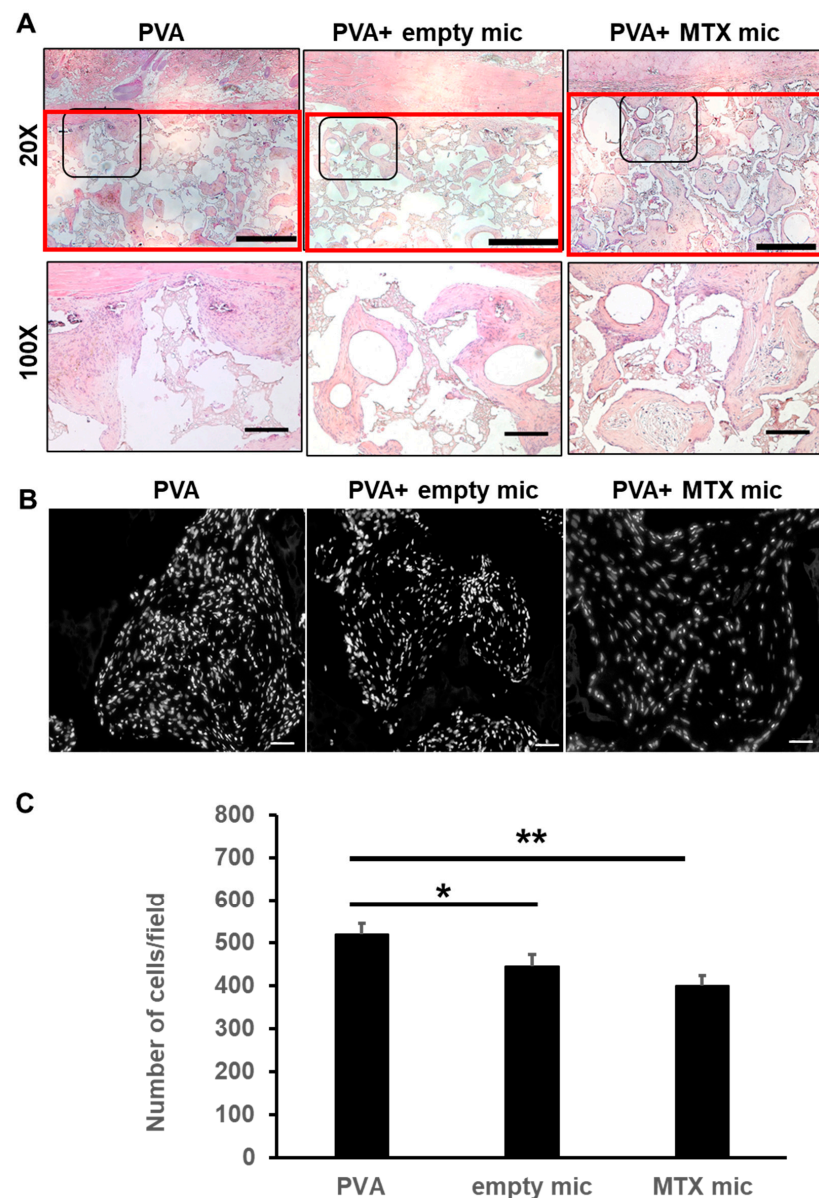 A
PVA
PVA+ empty mic
PVA+ MTX mic
20X
100X
B
PVA
PVA+ empty mic
PVA+ MTX mic
C
Number of cells/field
800
700
600
500
400
300
200
100
0
**
*
PVA
empty mic
MTX mic